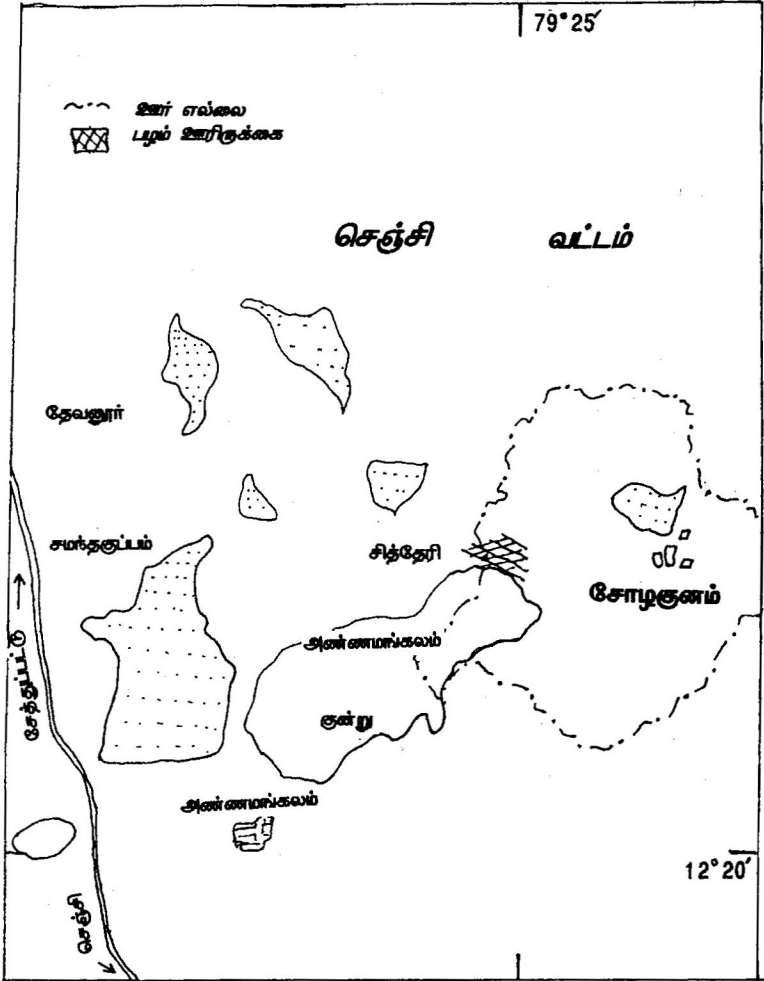 79°25′
ஊர் எல்லை
பழம் ஊரிருக்கை
செஞ்சி வட்டம்
தேவனூர்
சமந்தகுப்பம்
சித்தேரி
சோழகுனம்
அண்ணமங்கலம்
குன்று
சேத்துப்பட்டு
அண்ணமங்கலம்
12°20′
செஞ்சி